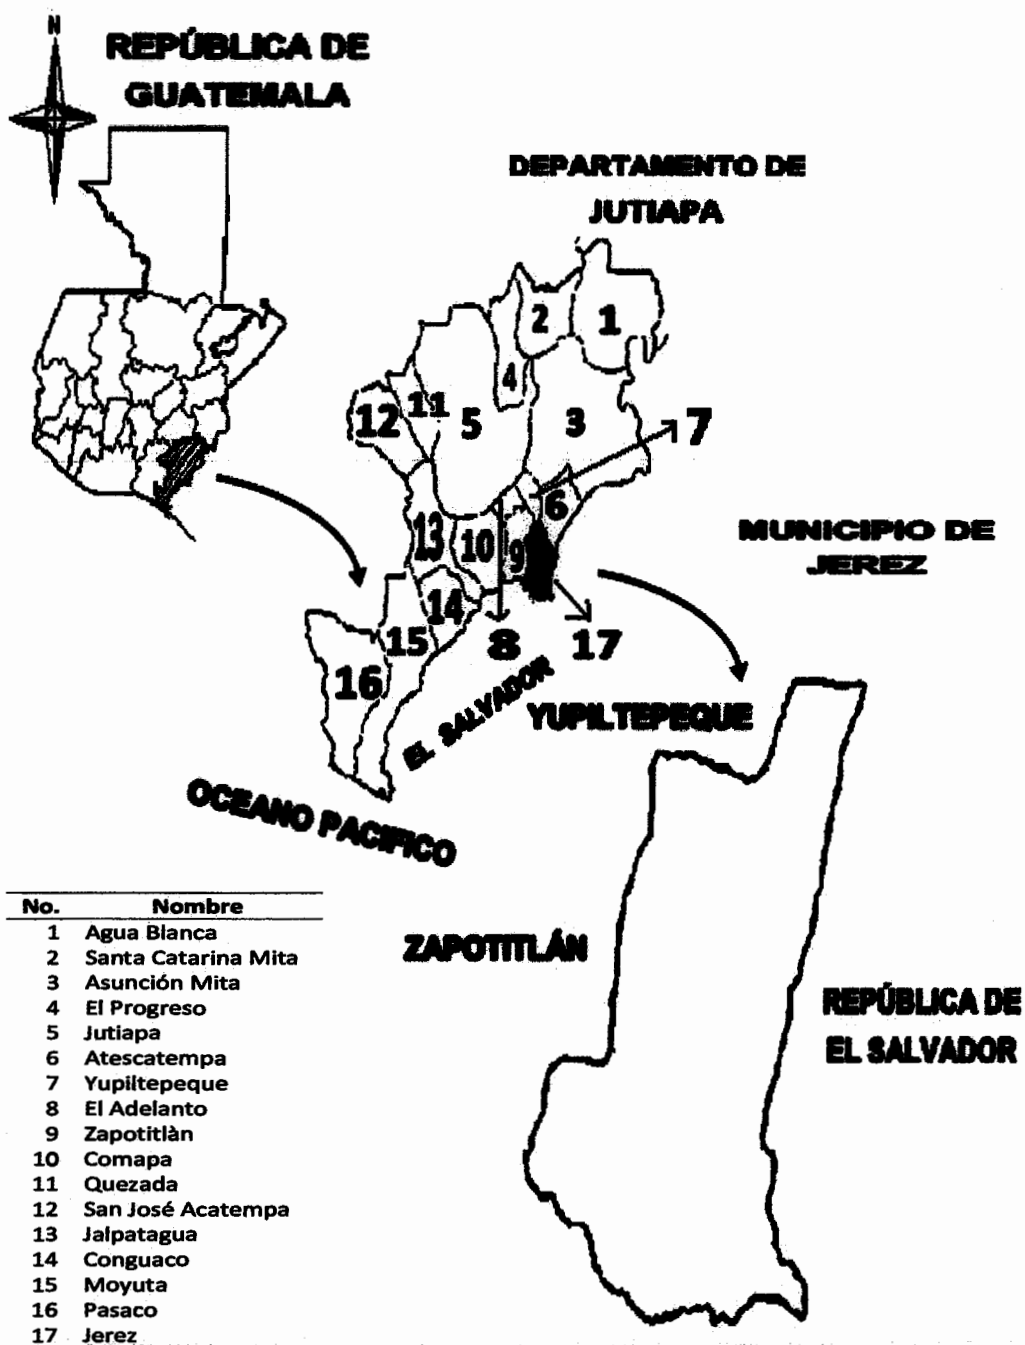 N
REPÚBLICA DE
GUATEMALA
DEPARTAMENTO DE
JUTIAPA
1
2
4
3
7
11
12
5
6
13
10
9
14
15
8
17
16
EL SALVADOR
OCEANO PACIFICO
MUNICIPIO DE
JEREZ
YUPILTEPEQUE
ZAPOTITLÁN
REPÚBLICA DE
EL SALVADOR
No. Nombre
1 Agua Blanca
2 Santa Catarina Mita
3 Asunción Mita
4 El Progreso
5 Jutiapa
6 Atescatempa
7 Yupiltepeque
8 El Adelanto
9 Zapotitlàn
10 Comapa
11 Quezada
12 San José Acatempa
13 Jalpatagua
14 Conguaco
15 Moyuta
16 Pasaco
17 Jerez